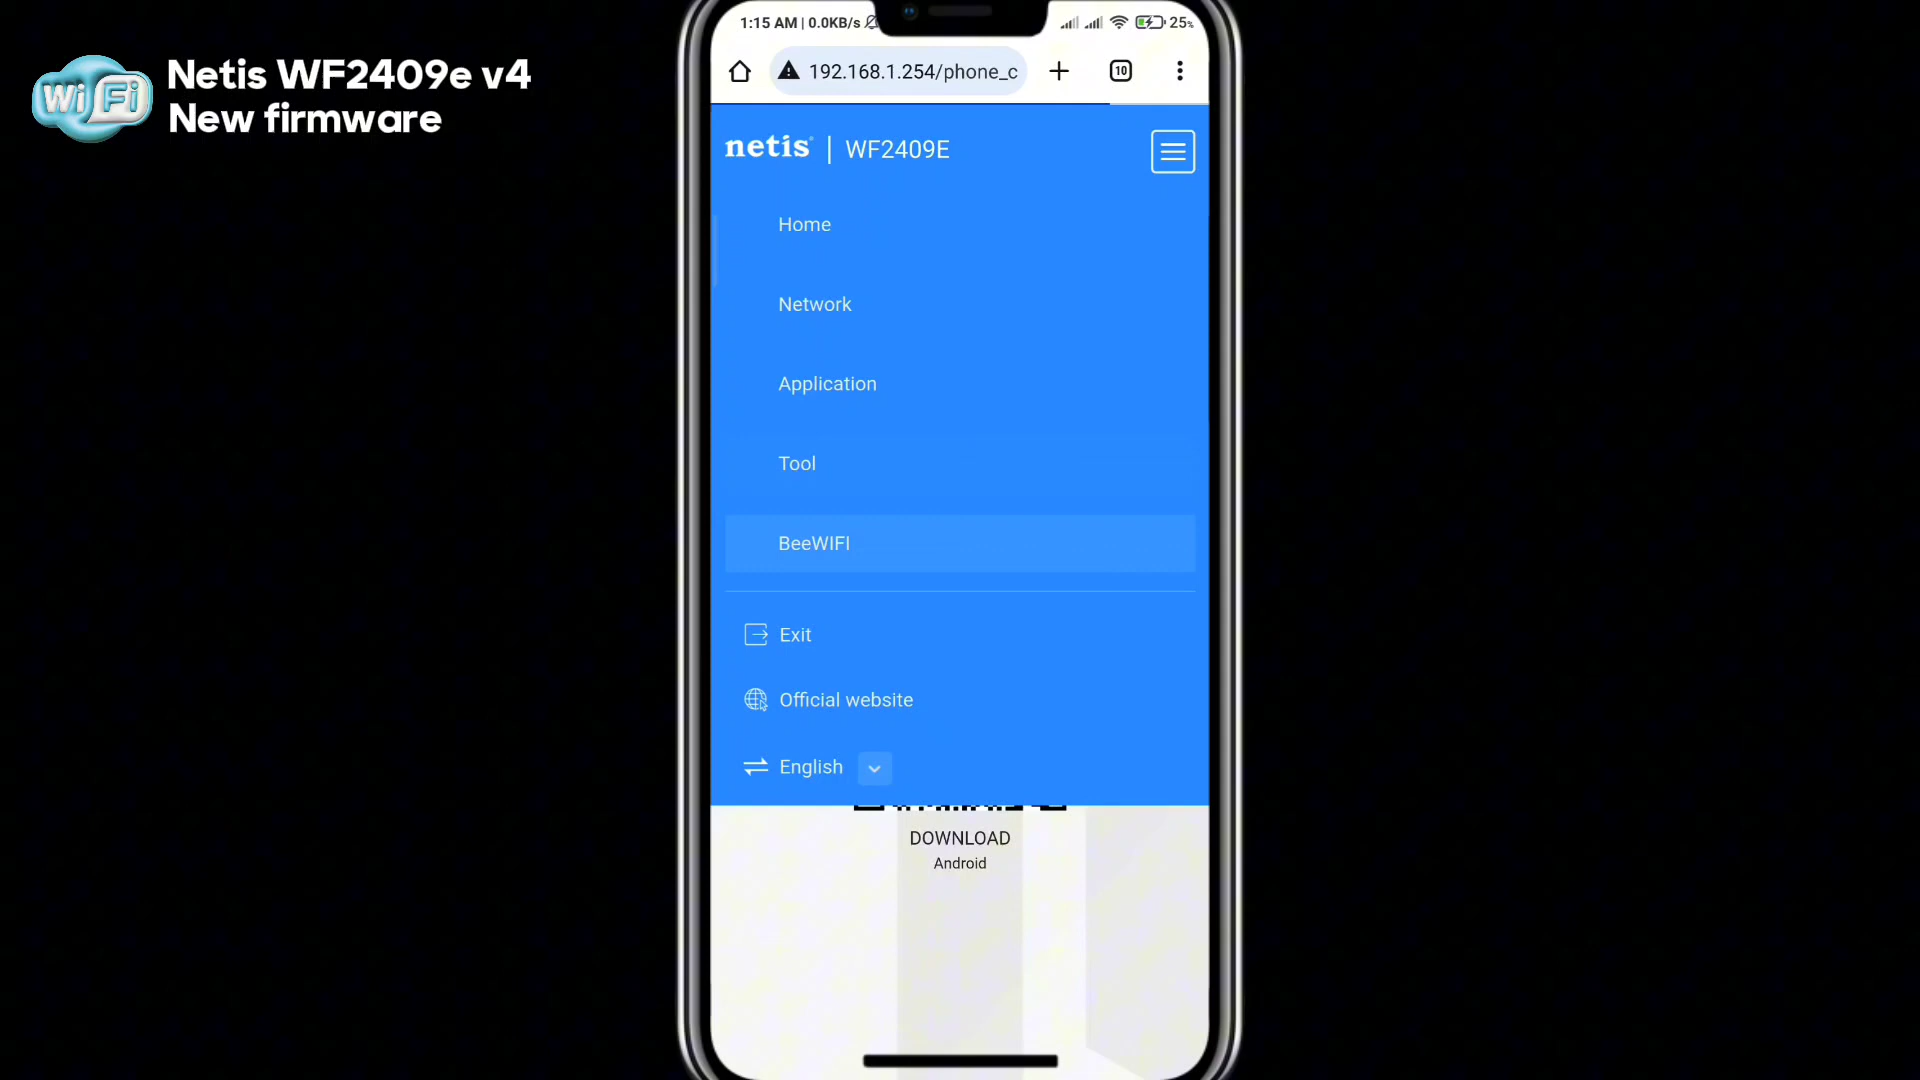 WiFi
Netis WF2409e v4
New firmware
1:15 AM | 0.0KB/s
25%
192.168.1.254/phone_c
10
netis | WF2409E
Home
Network
Application
Tool
BeeWIFI
Exit
Official website
English
DOWNLOAD
Android